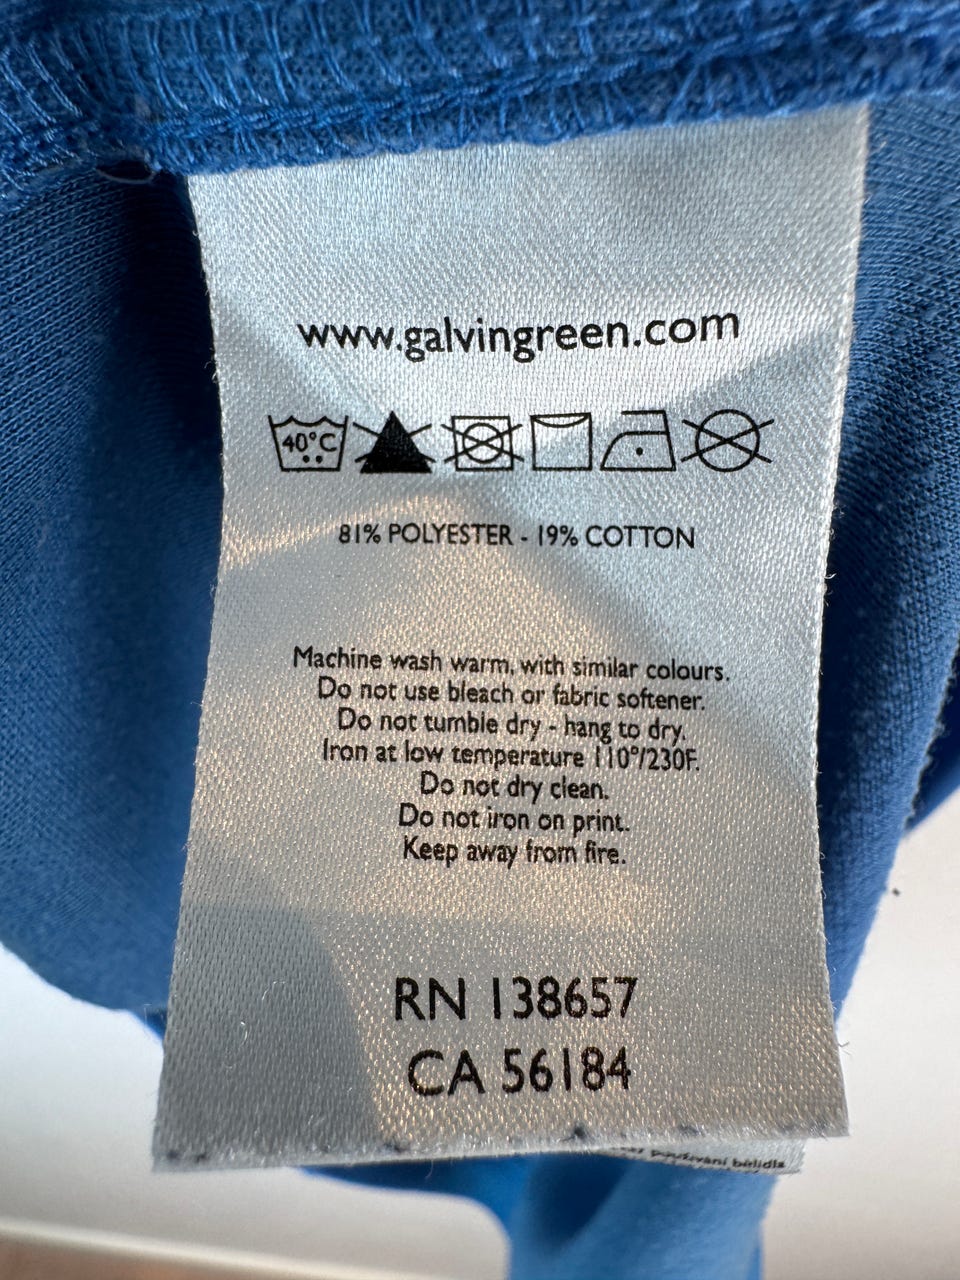 www.galvingreen.com
40°C
81% POLYESTER - 19% COTTON
Machine wash warm, with similar colours.
Do not use bleach or fabric softener.
Do not tumble dry - hang to dry.
Iron at low temperature 110°/230F.
Do not dry clean.
Do not iron on print.
Keep away from fire.
RN 138657
CA 56184
používání bělidla